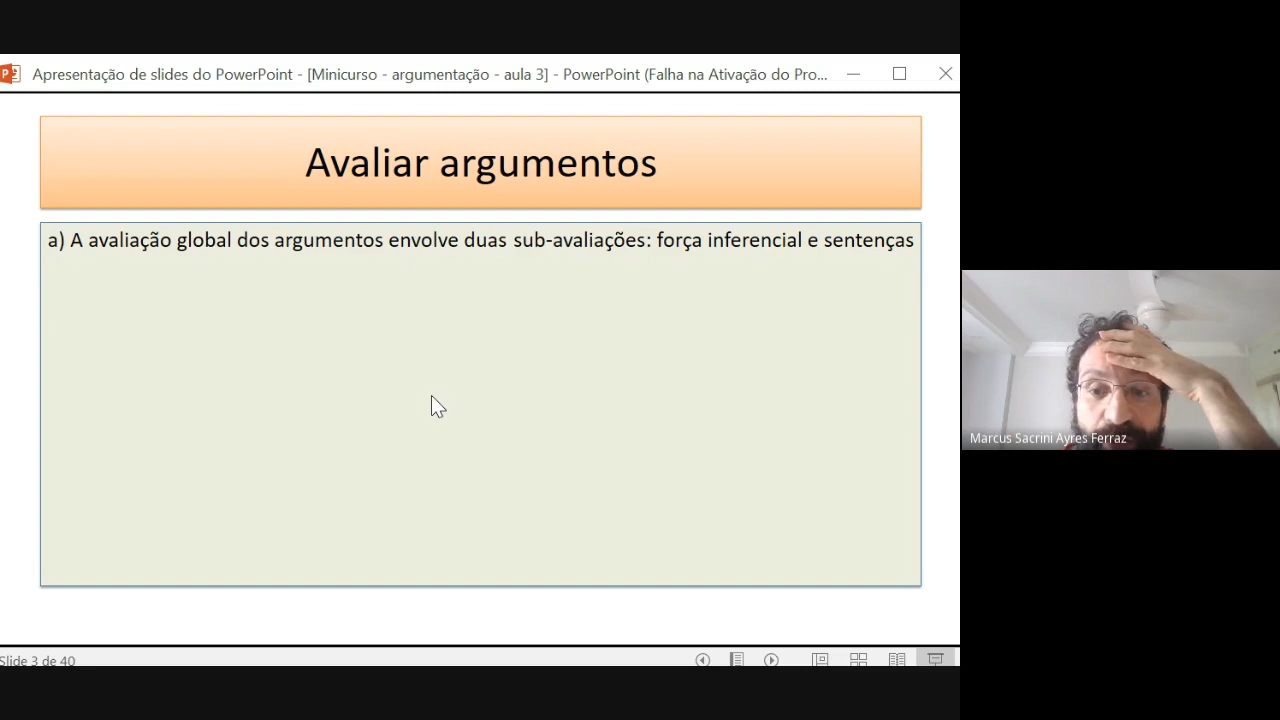 Apresentação de slides do PowerPoint - [Minicurso - argumentação - aula 3] - PowerPoint (Falha na Ativação do Pro...
Avaliar argumentos
a) A avaliação global dos argumentos envolve duas sub-avaliações: força inferencial e sentenças
Marcus Sacrini Ayres Ferraz
Slide 3 de 40